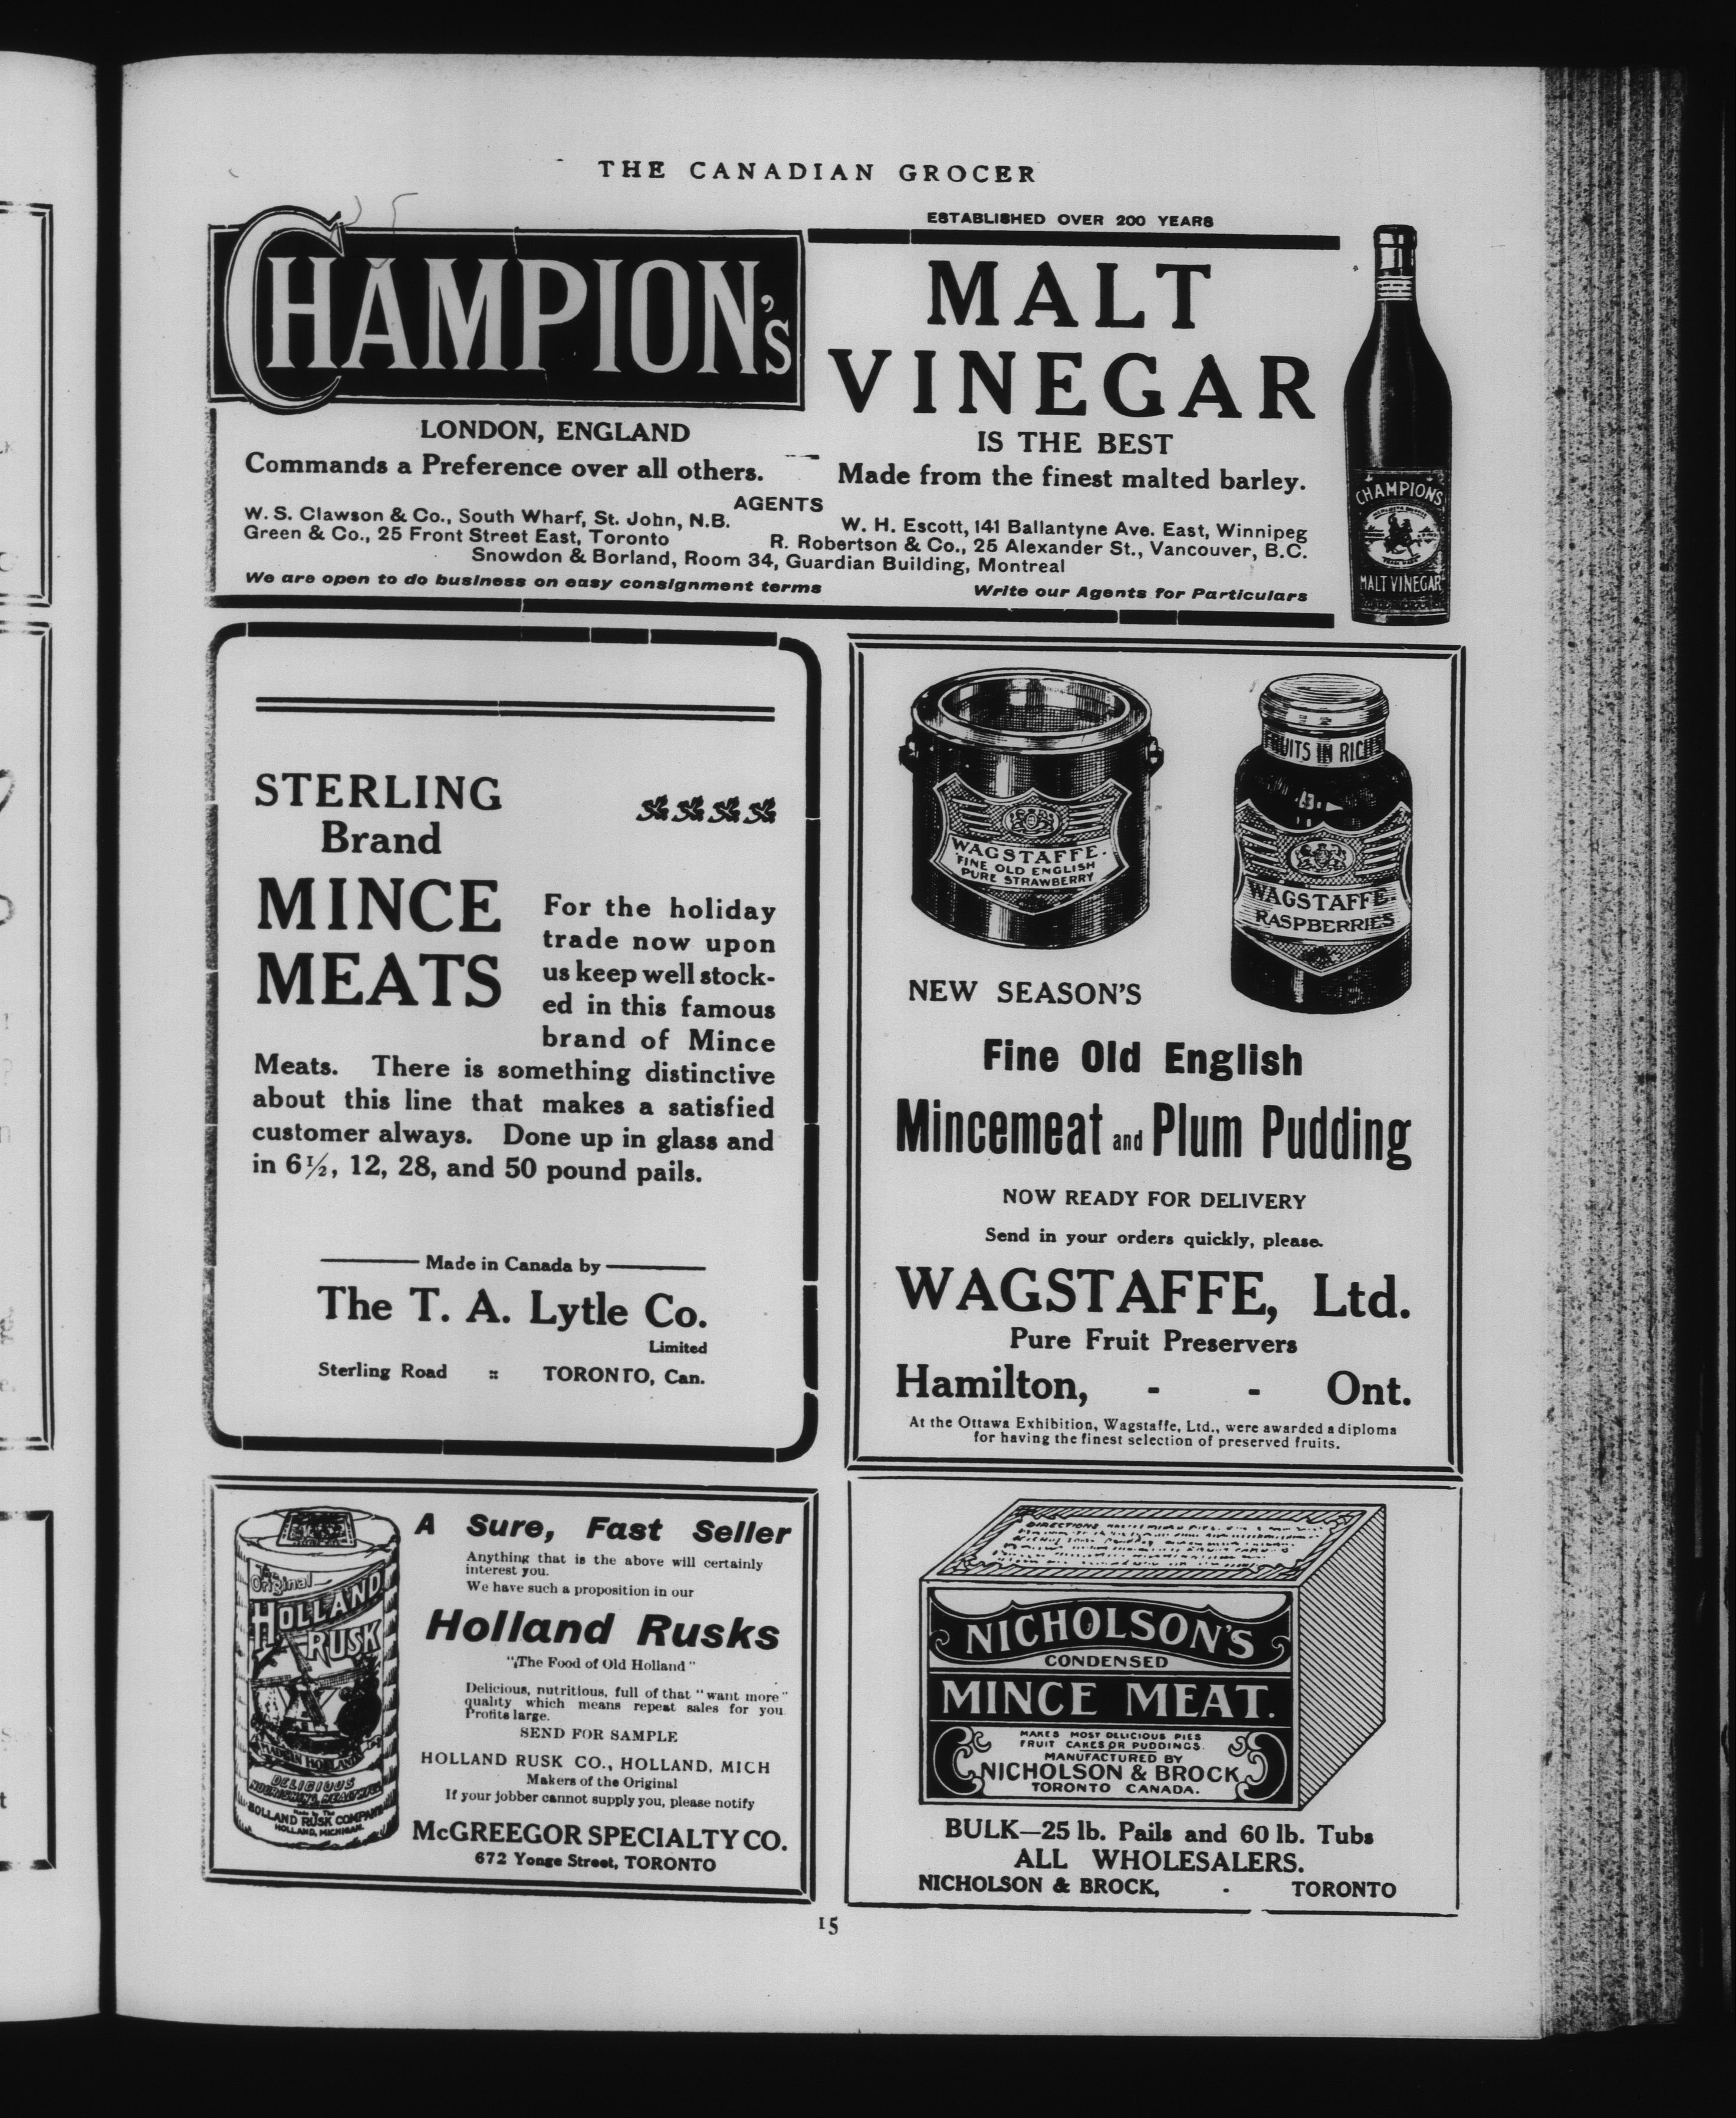 THE CANADIAN GROCER
ESTABLISHED OVER 200 YEARS
CHAMPION'S
MALT
VINEGAR
LONDON, ENGLAND
IS THE BEST
Commands a Preference over all others.
Made from the finest malted barley.
AGENTS
W. S. Clawson & Co., South Wharf, St. John, N.B.
W. H. Escott, 141 Ballantyne Ave. East, Winnipeg
Green & Co., 25 Front Street East, Toronto
R. Robertson & Co., 25 Alexander St., Vancouver, B.C.
Snowdon & Borland, Room 34, Guardian Building, Montreal
We are open to do business on easy consignment terms
Write our Agents for Particulars
CHAMPION'S
MALT VINEGAR
STERLING
Brand
MINCE
MEATS
For the holiday
trade now upon
us keep well stock-
ed in this famous
brand of Mince
Meats. There is something distinctive
about this line that makes a satisfied
customer always. Done up in glass and
in 6½, 12, 28, and 50 pound pails.
Made in Canada by
The T. A. Lytle Co.
Limited
Sterling Road :: TORONTO, Can.
WAGSTAFFE
FINE OLD ENGLISH
PURE STRAWBERRY
FRUITS IN RICH
WAGSTAFFE
RASPBERRIES
NEW SEASON'S
Fine Old English
Mincemeat and Plum Pudding
NOW READY FOR DELIVERY
Send in your orders quickly, please.
WAGSTAFFE, Ltd.
Pure Fruit Preservers
Hamilton, - - Ont.
At the Ottawa Exhibition, Wagstaffe, Ltd., were awarded a diploma
for having the finest selection of preserved fruits.
The
Original
HOLLAND
RUSK
DELICIOUS
HOLLAND RUSK COMPANY
HOLLAND, MICHIGAN.
A Sure, Fast Seller
Anything that is the above will certainly
interest you.
We have such a proposition in our
Holland Rusks
"The Food of Old Holland"
Delicious, nutritious, full of that "want more"
quality which means repeat sales for you
Profits large.
SEND FOR SAMPLE
HOLLAND RUSK CO., HOLLAND, MICH
Makers of the Original
If your jobber cannot supply you, please notify
McGREEGOR SPECIALTY CO.
672 Yonge Street, TORONTO
DIRECTIONS
NICHOLSON'S
CONDENSED
MINCE MEAT.
MAKES MOST DELICIOUS PIES
FRUIT CAKES OR PUDDINGS.
MANUFACTURED BY
NICHOLSON & BROCK
TORONTO CANADA.
BULK—25 lb. Pails and 60 lb. Tubs
ALL WHOLESALERS.
NICHOLSON & BROCK, - TORONTO
15